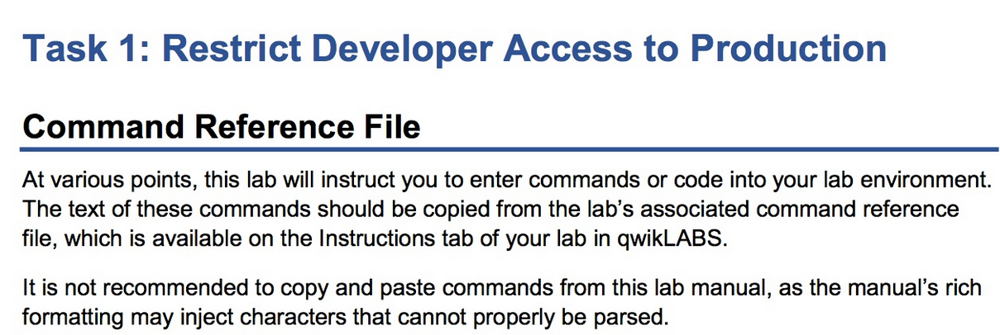 Task 1: Restrict Developer Access to Production
Command Reference File
At various points, this lab will instruct you to enter commands or code into your lab environment.
The text of these commands should be copied from the lab’s associated command reference
file, which is available on the Instructions tab of your lab in qwikLABS.
It is not recommended to copy and paste commands from this lab manual, as the manual’s rich
formatting may inject characters that cannot properly be parsed.